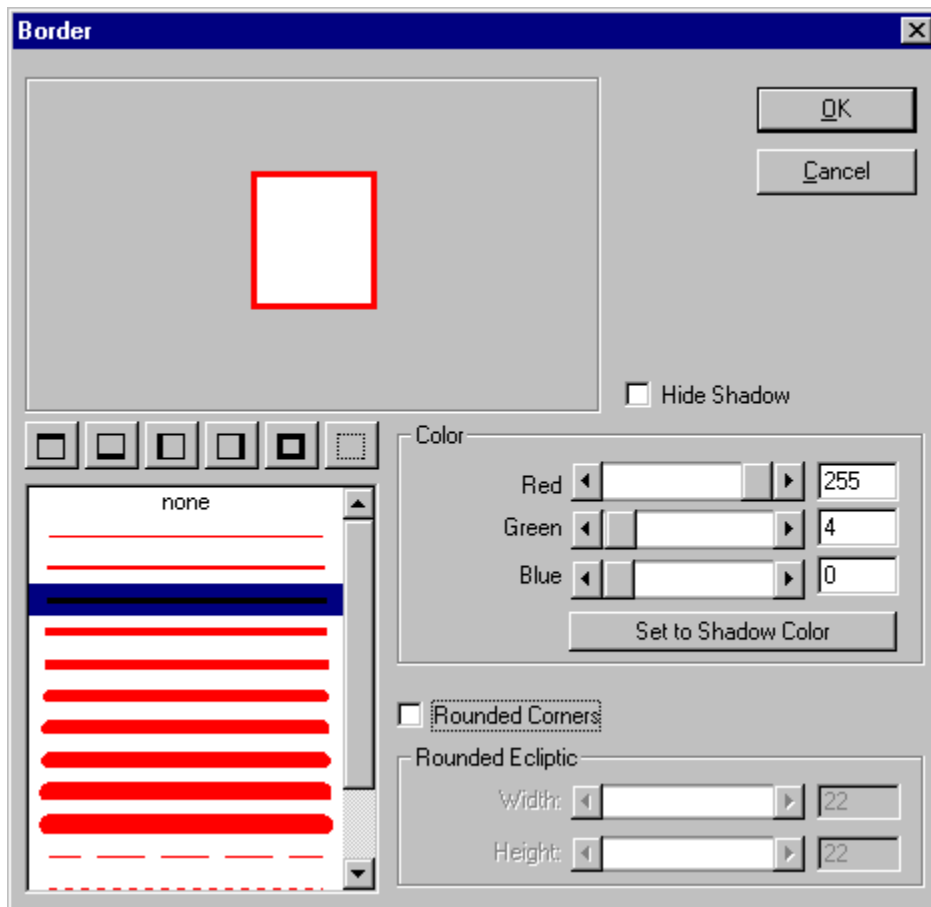 Border
OK
Cancel
Hide Shadow
Color
none
Red 255
Green 4
Blue 0
Set to Shadow Color
Rounded Corners
Rounded Ecliptic
Width: 22
Height: 22